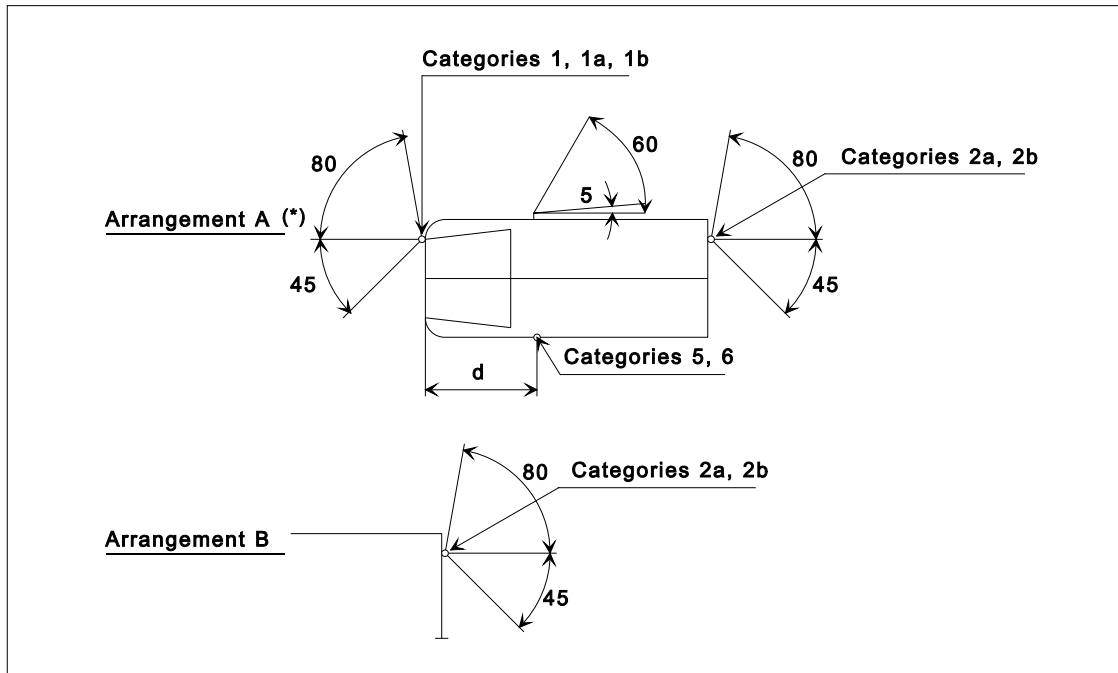 Categories 1, 1a, 1b
80
60
80
Categories 2a, 2b
5
Arrangement A (*)
45
45
Categories 5, 6
d
80
Categories 2a, 2b
Arrangement B
45